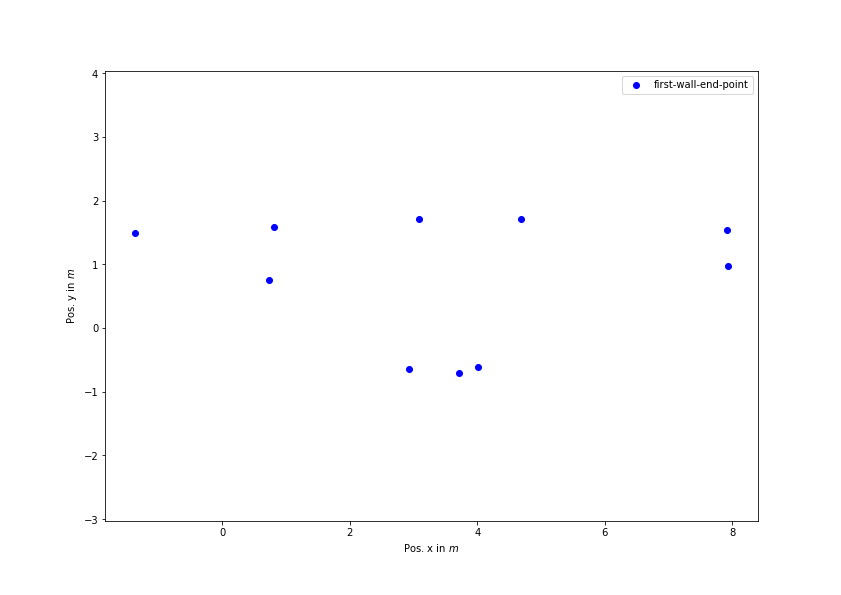 first-wall-end-point
4
3
2
1
0
−1
−2
−3
Pos. y in m
0 2 4 6 8
Pos. x in m